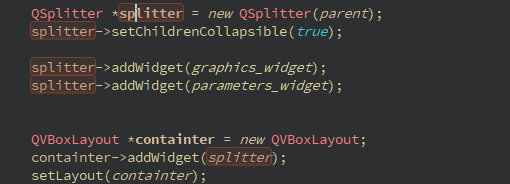 QSplitter *splitter = new QSplitter(parent);
splitter->setChildrenCollapsible(true);
splitter->addWidget(graphics_widget);
splitter->addWidget(parameters_widget);
QVBoxLayout *containter = new QVBoxLayout;
containter->addWidget(splitter);
setLayout(containter);